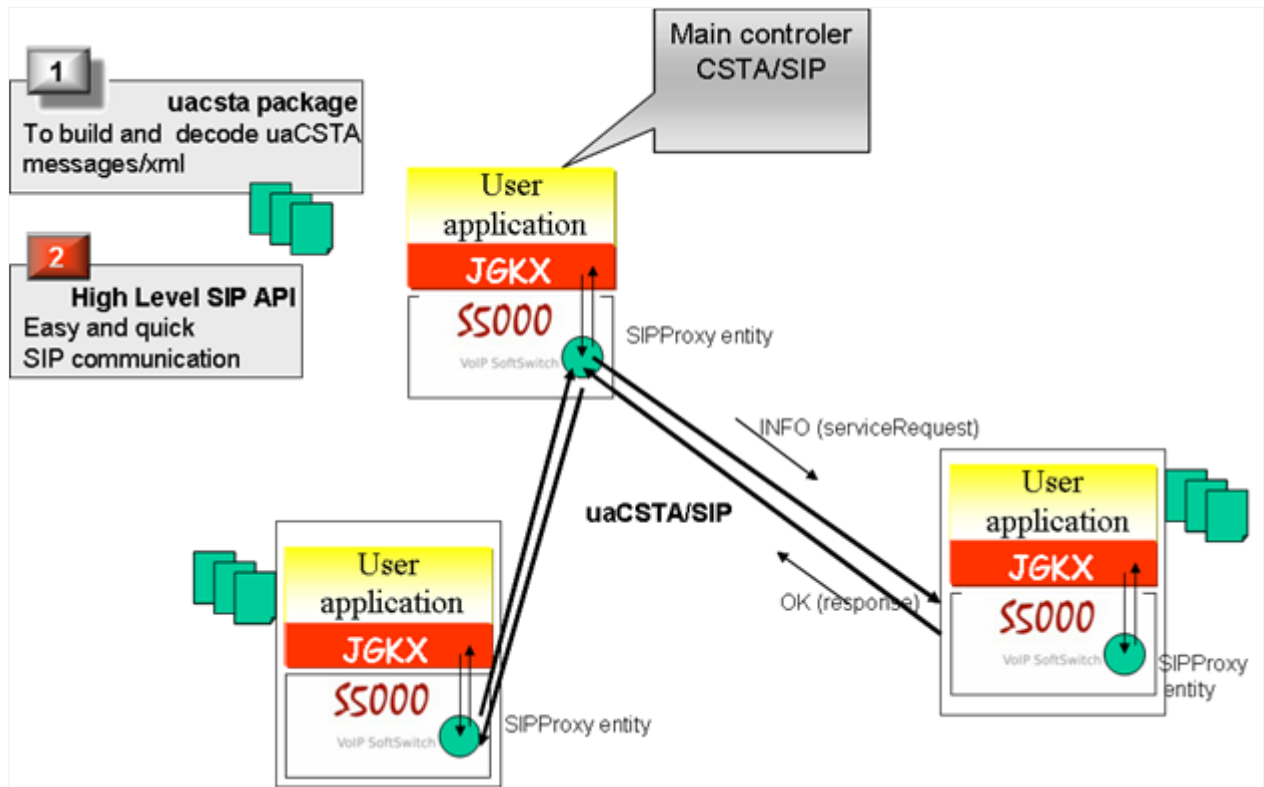 1
uacsta package
To build and decode uaCSTA
messages/xml
2
High Level SIP API
Easy and quick
SIP communication
Main controler
CSTA/SIP
User
application
JGKX
S5000
VoIP SoftSwitch
SIPProxy entity
INFO (serviceRequest)
uaCSTA/SIP
OK (response)
User
application
JGKX
S5000
VoIP SoftSwitch
SIPProxy
entity
User
application
JGKX
S5000
VoIP SoftSwitch
SIPProxy entity